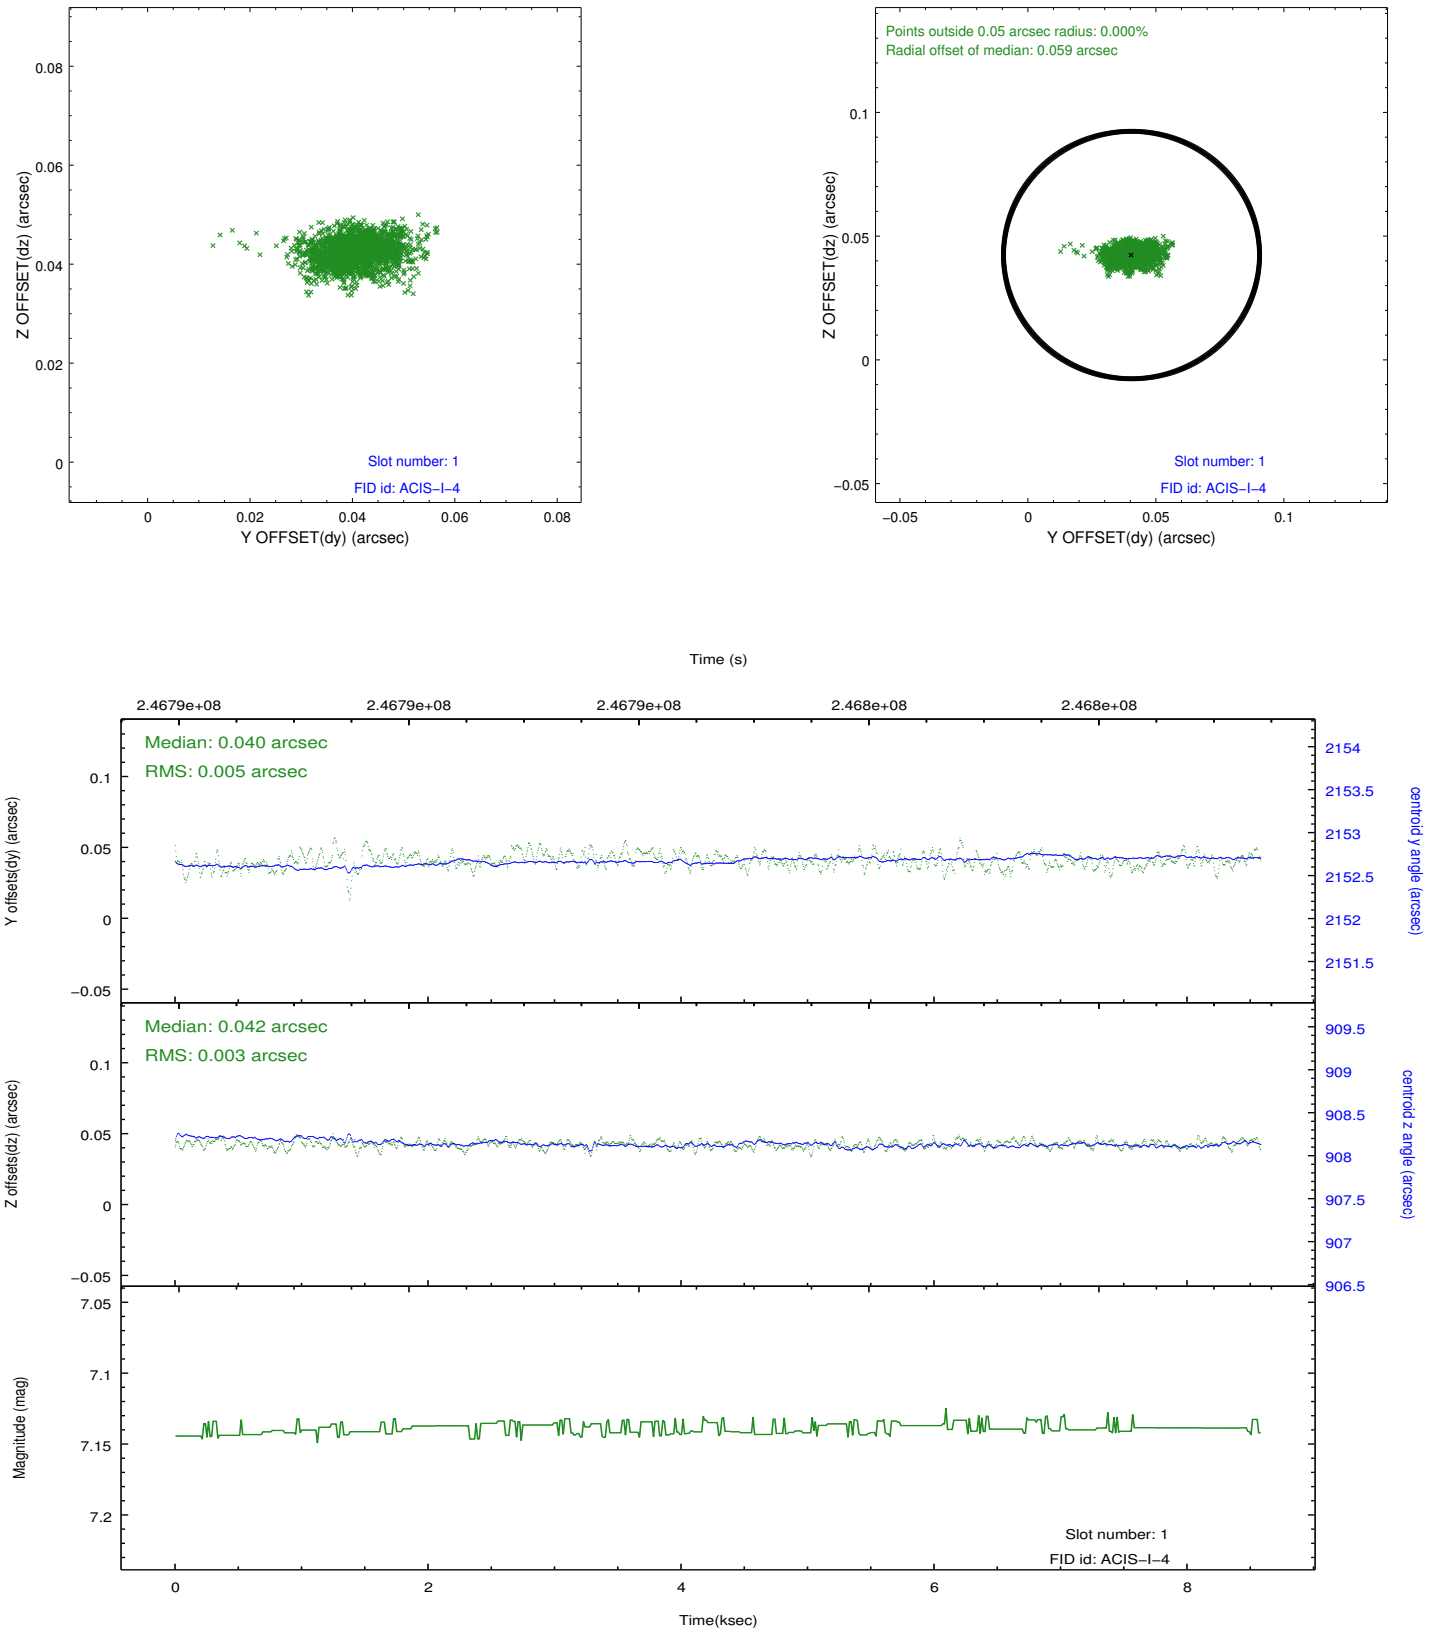 0.08
0.06
0.04
0.02
0
0
0.02
0.04
0.06
0.08
Z OFFSET(dz) (arcsec)
Y OFFSET(dy) (arcsec)
Slot number: 1
FID id: ACIS−I−4
Points outside 0.05 arcsec radius: 0.000%
Radial offset of median: 0.059 arcsec
0.1
0.05
0
−0.05
−0.05
0
0.05
0.1
Z OFFSET(dz) (arcsec)
Y OFFSET(dy) (arcsec)
Slot number: 1
FID id: ACIS−I−4
Time (s)
2.4679e+08
2.4679e+08
2.4679e+08
2.468e+08
2.468e+08
Median: 0.040 arcsec
RMS: 0.005 arcsec
0.1
0.05
0
−0.05
Y offsets(dy) (arcsec)
2154
2153.5
2153
2152.5
2152
2151.5
centroid y angle (arcsec)
Median: 0.042 arcsec
RMS: 0.003 arcsec
0.1
0.05
0
−0.05
Z offsets(dz) (arcsec)
909.5
909
908.5
908
907.5
907
906.5
centroid z angle (arcsec)
7.05
7.1
7.15
7.2
Magnitude (mag)
Slot number: 1
FID id: ACIS−I−4
0
2
4
6
8
Time(ksec)